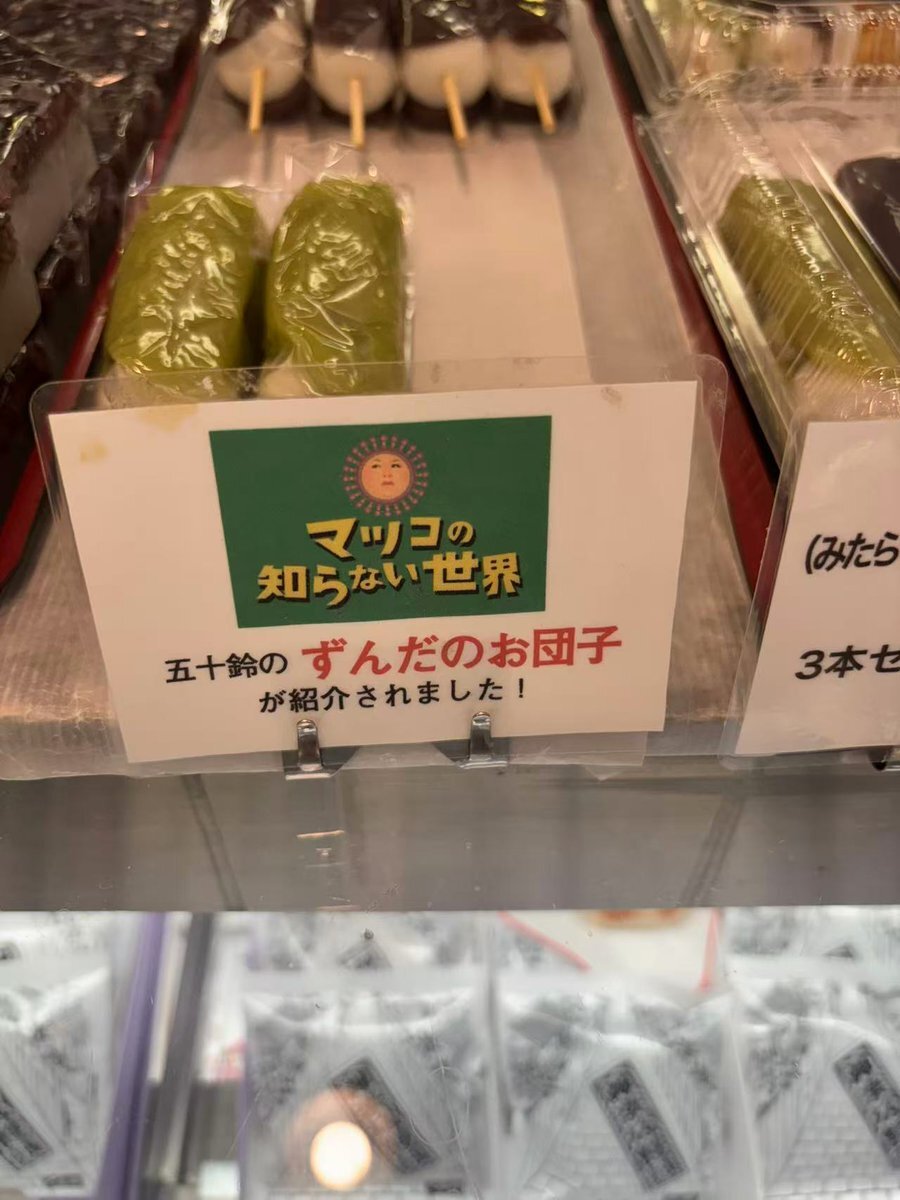 マツコの
知らない世界
五十鈴の ずんだのお団子
が紹介されました！
(みたら
3本セ